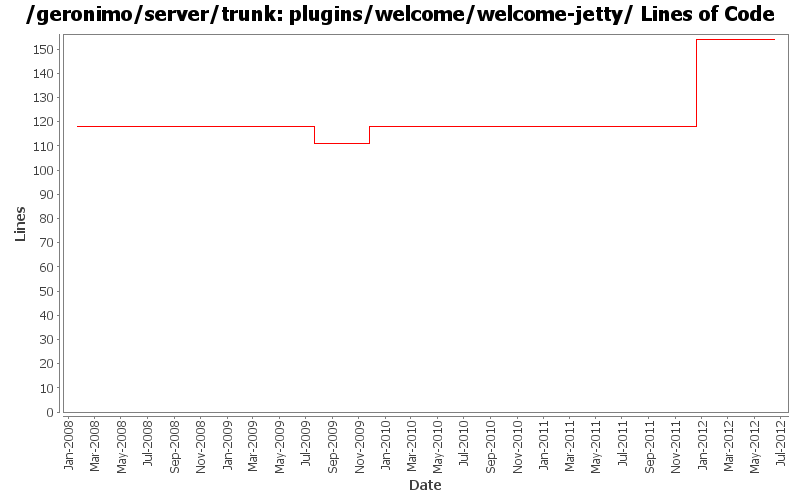 /geronimo/server/trunk: plugins/welcome/welcome-jetty/ Lines of Code
150
140
130
120
110
100
90
80
70
60
50
40
30
20
10
0
Lines
Jan-2008
Mar-2008
May-2008
Jul-2008
Sep-2008
Nov-2008
Jan-2009
Mar-2009
May-2009
Jul-2009
Sep-2009
Nov-2009
Jan-2010
Mar-2010
May-2010
Jul-2010
Sep-2010
Nov-2010
Jan-2011
Mar-2011
May-2011
Jul-2011
Sep-2011
Nov-2011
Jan-2012
Mar-2012
May-2012
Jul-2012
Date